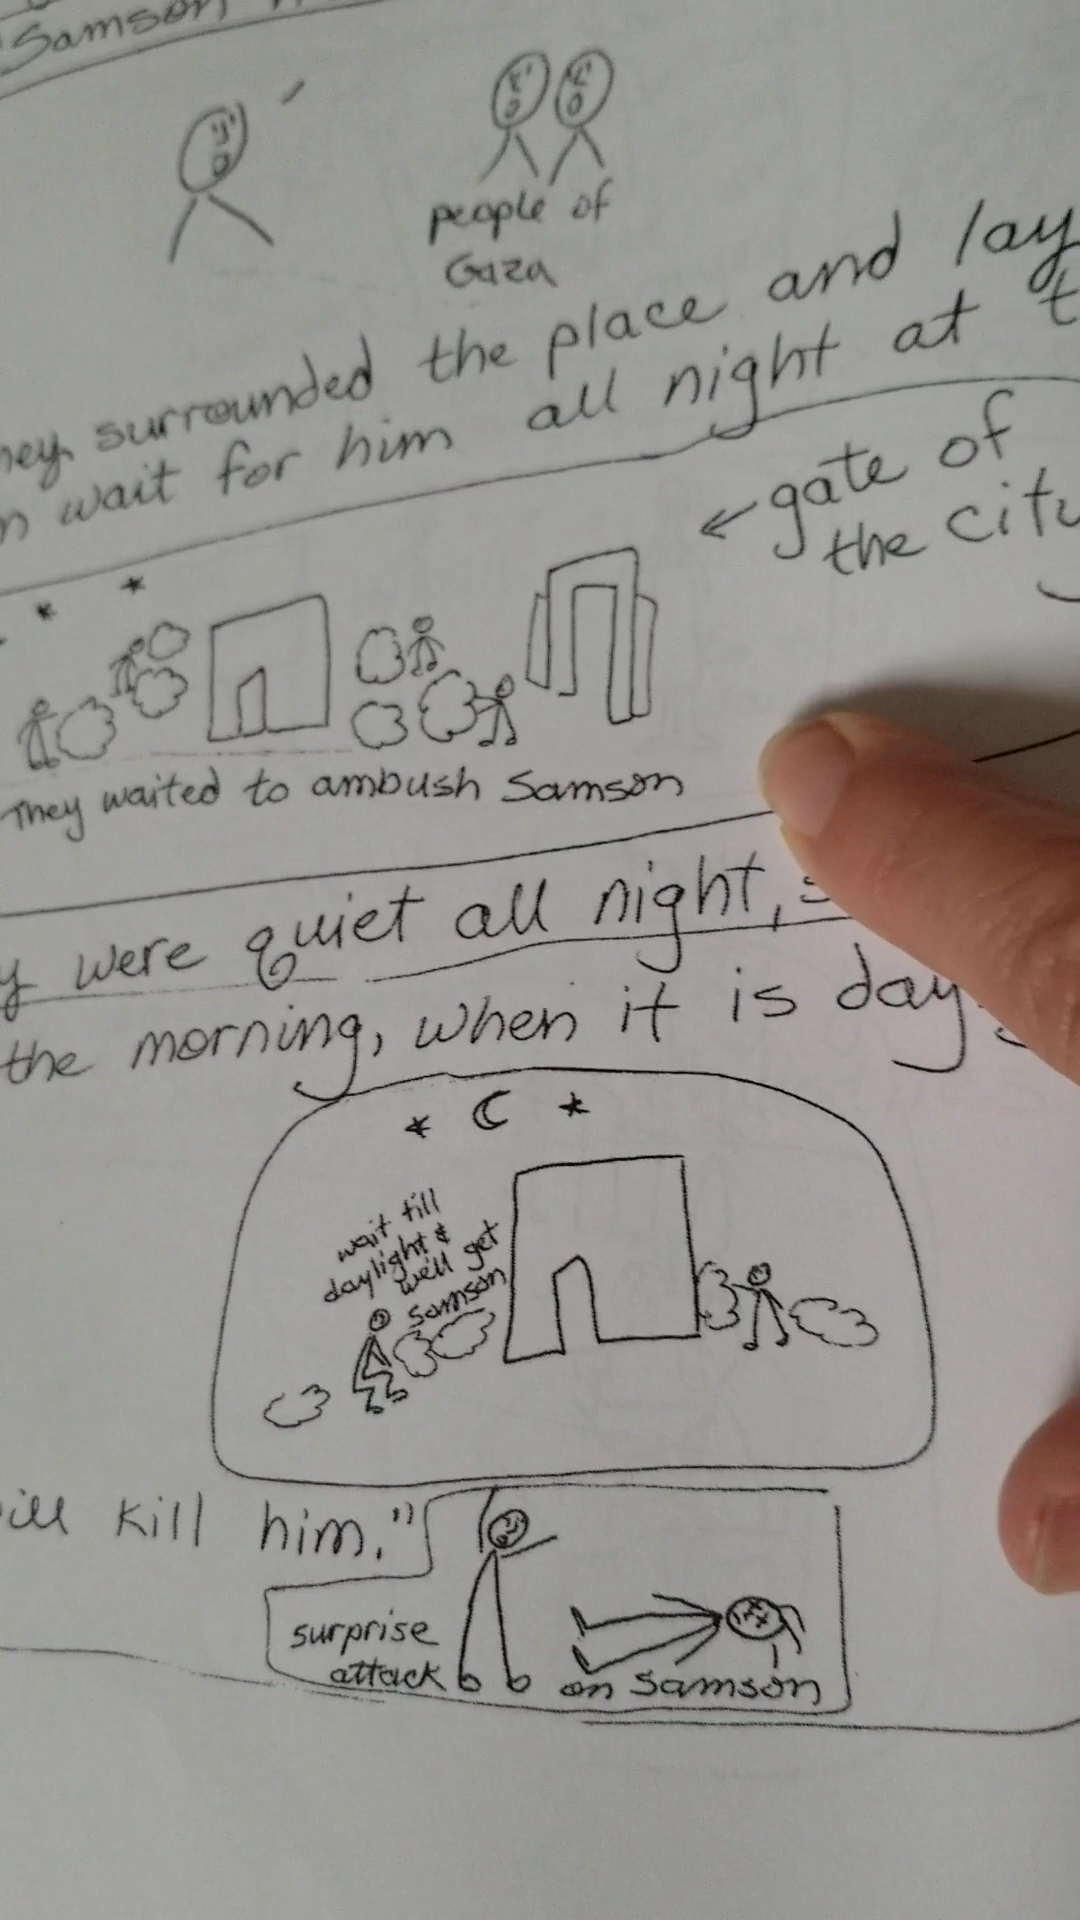 Samson
people of
Gaza
surrounded the place and lay
wait for him all night at
← gate of
the city
They waited to ambush Samson
were quiet all night,
the morning, when it is day
wait till
daylight &
we'll get
Samson
kill him."
surprise
attack on Samson